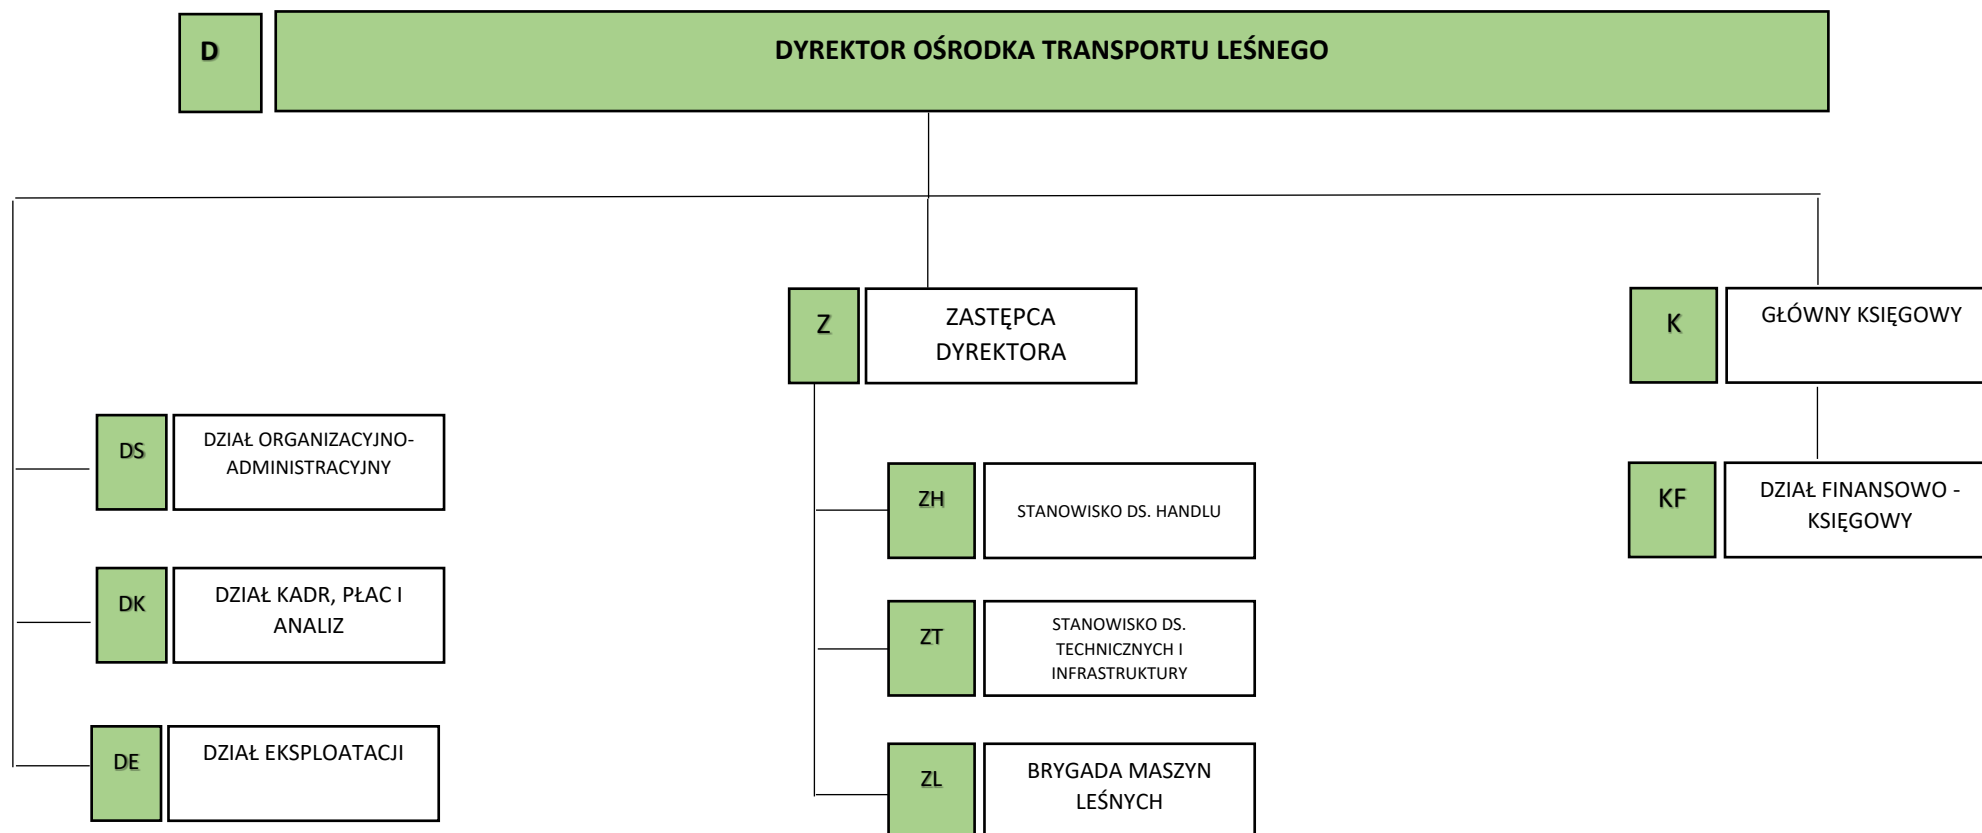 D
DYREKTOR OŚRODKA TRANSPORTU LEŚNEGO
Z
ZASTĘPCA
DYREKTORA
K
GŁÓWNY KSIĘGOWY
DS
DZIAŁ ORGANIZACYJNO-
ADMINISTRACYJNY
DK
DZIAŁ KADR, PŁAC I
ANALIZ
DE
DZIAŁ EKSPLOATACJI
ZH
STANOWISKO DS. HANDLU
ZT
STANOWISKO DS.
TECHNICZNYCH I
INFRASTRUKTURY
ZL
BRYGADA MASZYN
LEŚNYCH
KF
DZIAŁ FINANSOWO -
KSIĘGOWY